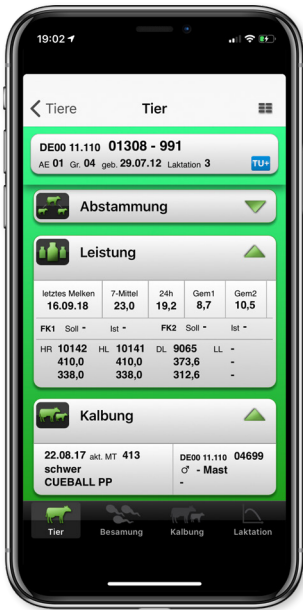 19:02
Tiere
Tier
DE00 11.110 01308 - 991
AE 01 Gr. 04 geb. 29.07.12 Laktation 3 TU+
Abstammung
Leistung
letztes Melken 7-Mittel 24h Gem1 Gem2
16.09.18 23,0 19,2 8,7 10,5
FK1 Soll - Ist - FK2 Soll - Ist -
HR 10142 HL 10141 DL 9065 LL -
410,0 410,0 373,6 -
338,0 338,0 312,6 -
Kalbung
22.08.17 akt. MT 413 DE00 11.110 04699
schwer ♂ - Mast
CUEBALL PP -
Tier Besamung Kalbung Laktation